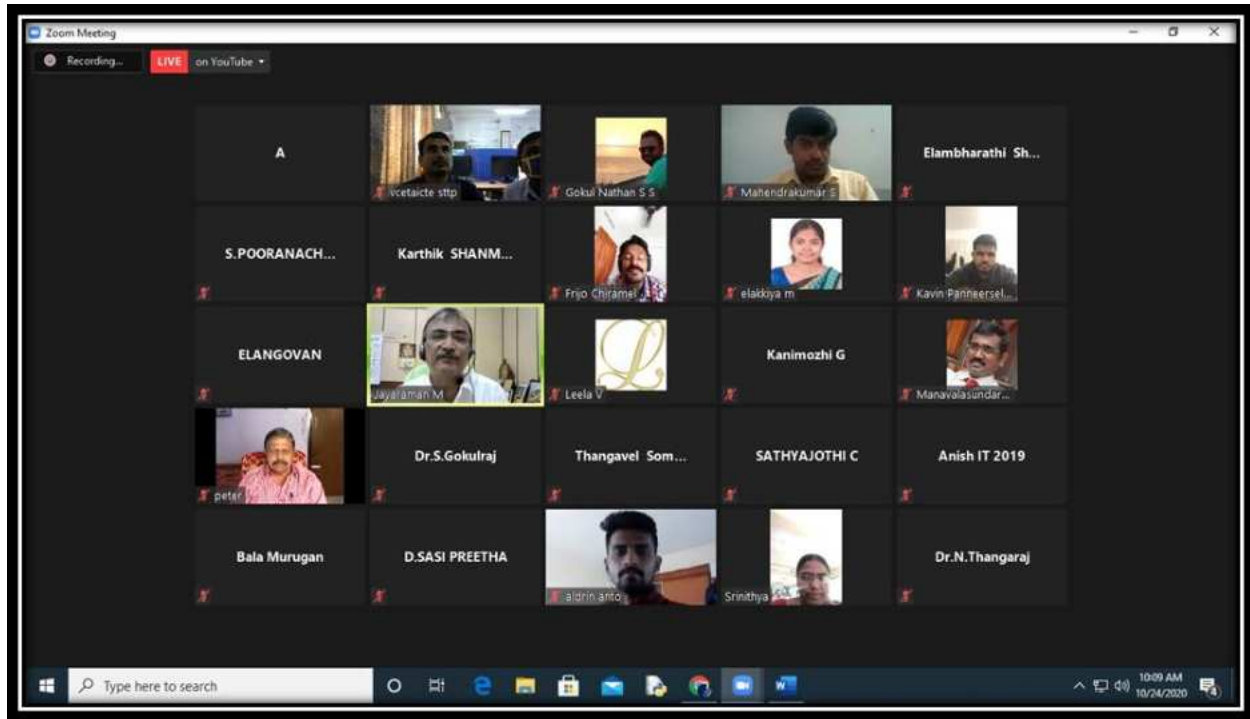 Zoom Meeting
Recording...
LIVE on YouTube
A
vcetaicte sttp
Gokul Nathan S S
Mahendrakumar S
Elambharathi Sh...
S.POORANACH...
Karthik SHANM...
Frijo Chiramel
elakkiya m
Kavin Panneersel...
ELANGOVAN
Jayaraman M
Leela V
Kanimozhi G
Manavalasundar...
peter
Dr.S.Gokulraj
Thangavel Som...
SATHYAJOTHI C
Anish IT 2019
Bala Murugan
D.SASI PREETHA
aldrin anto
Srinithya
Dr.N.Thangaraj
Type here to search
10:09 AM
10/24/2020
4